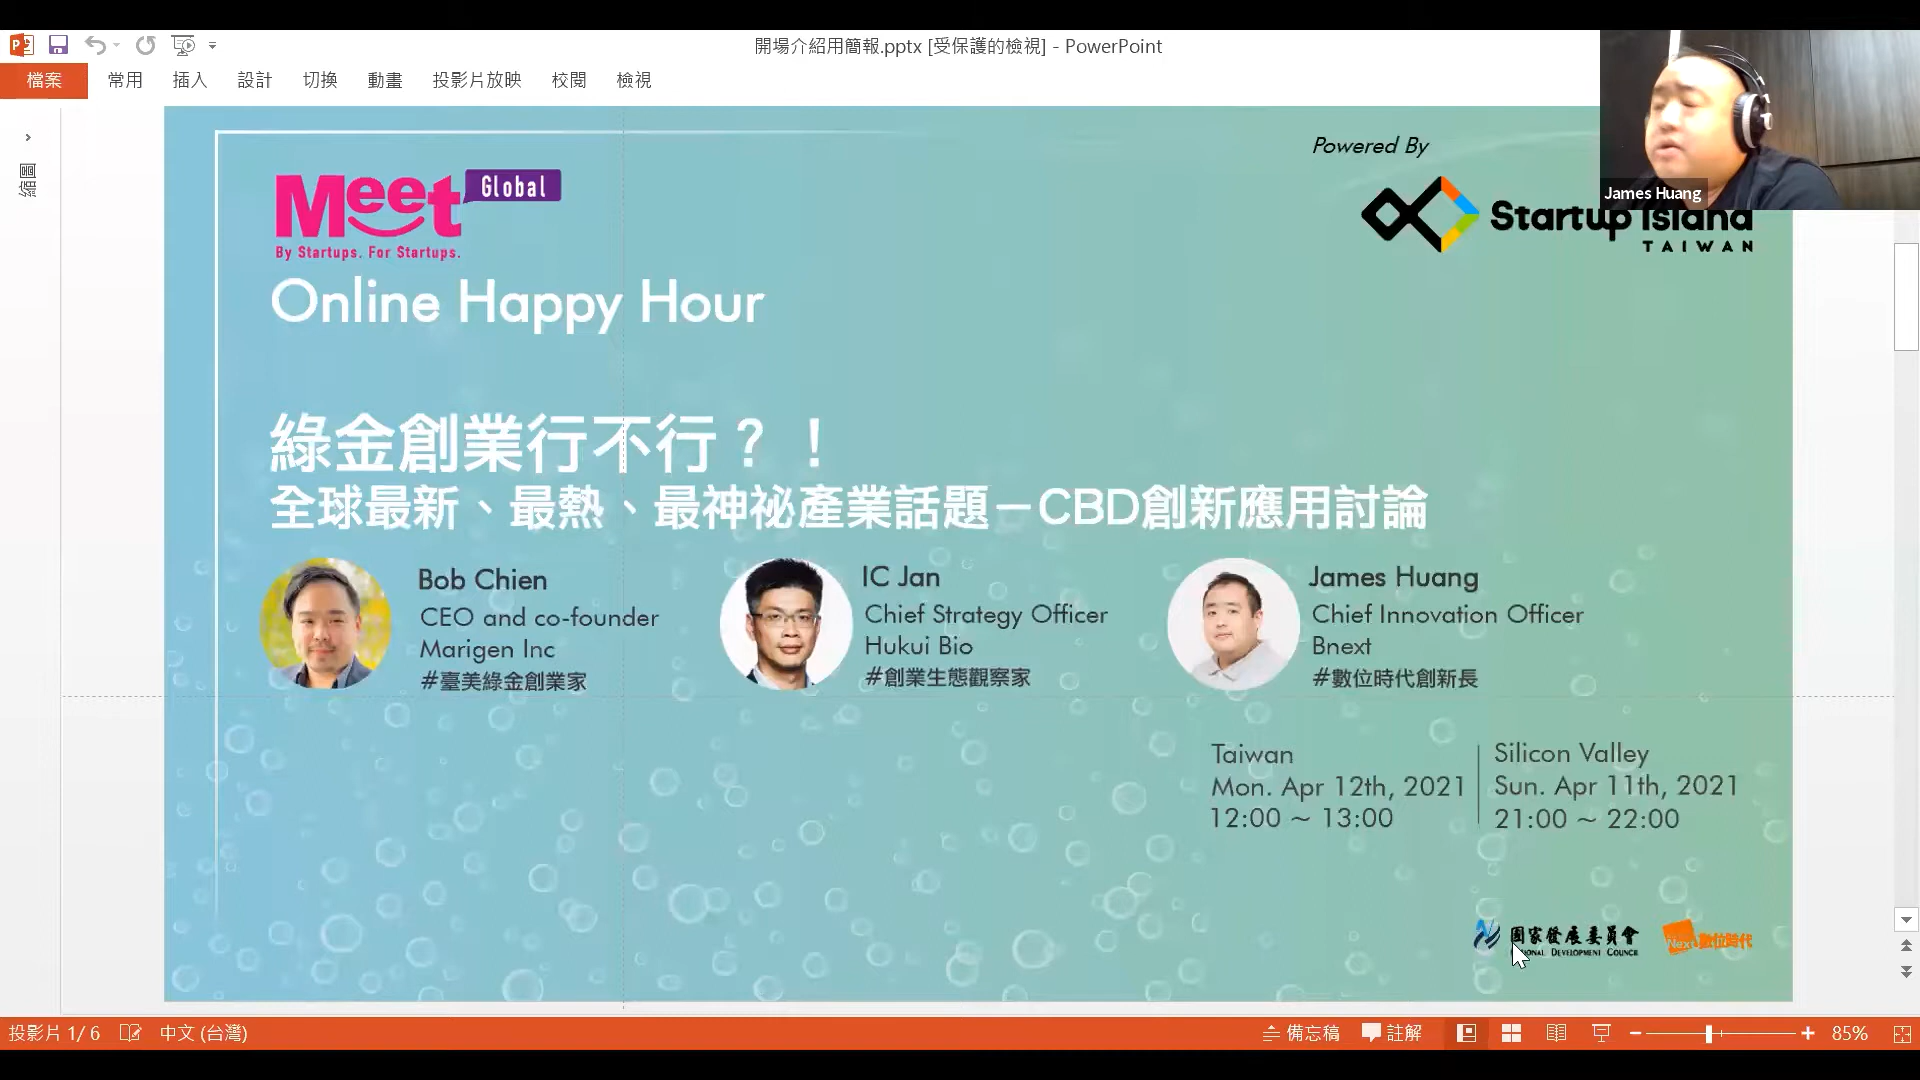 開場介紹用簡報.pptx [受保護的檢視] - PowerPoint
檔案 常用 插入 設計 切換 動畫 投影片放映 校閱 檢視
縮圖
James Huang
Powered By
Meet Global
By Startups. For Startups.
Startup Island
TAIWAN
Online Happy Hour
綠金創業行不行？！
全球最新、最熱、最神祕產業話題－CBD創新應用討論
Bob Chien
CEO and co-founder
Marigen Inc
#臺美綠金創業家
IC Jan
Chief Strategy Officer
Hukui Bio
#創業生態觀察家
James Huang
Chief Innovation Officer
Bnext
#數位時代創新長
Taiwan
Mon. Apr 12th, 2021
12:00 ~ 13:00
Silicon Valley
Sun. Apr 11th, 2021
21:00 ~ 22:00
國家發展委員會
DEVELOPMENT COUNCIL
Next 數位時代
投影片 1/ 6 中文 (台灣) 備忘稿 註解 85%